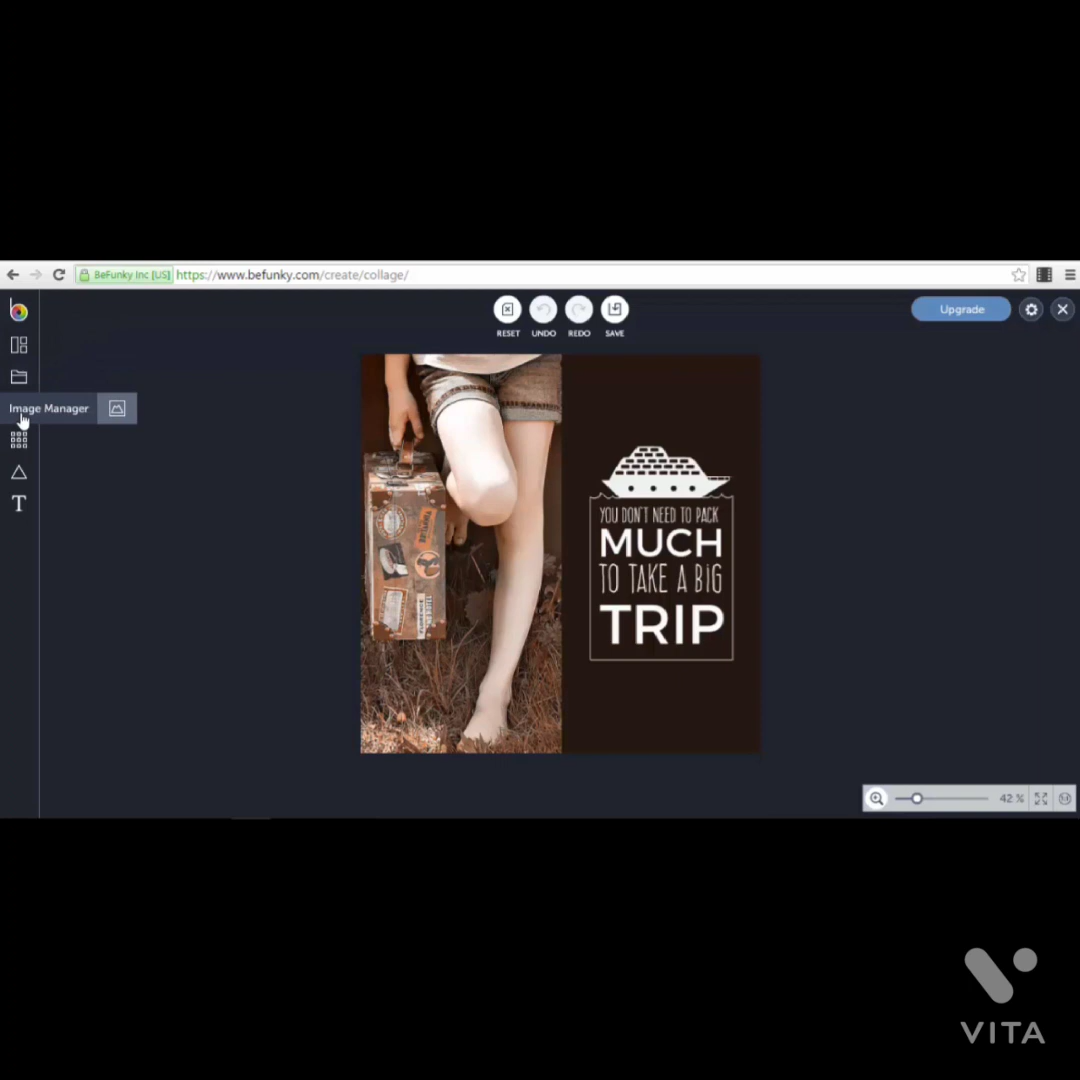 BeFunky Inc [US] https://www.befunky.com/create/collage/
RESET UNDO REDO SAVE
Upgrade
Image Manager
T
YOU DON'T NEED TO PACK
MUCH
TO TAKE A BIG
TRIP
42 %
VITA